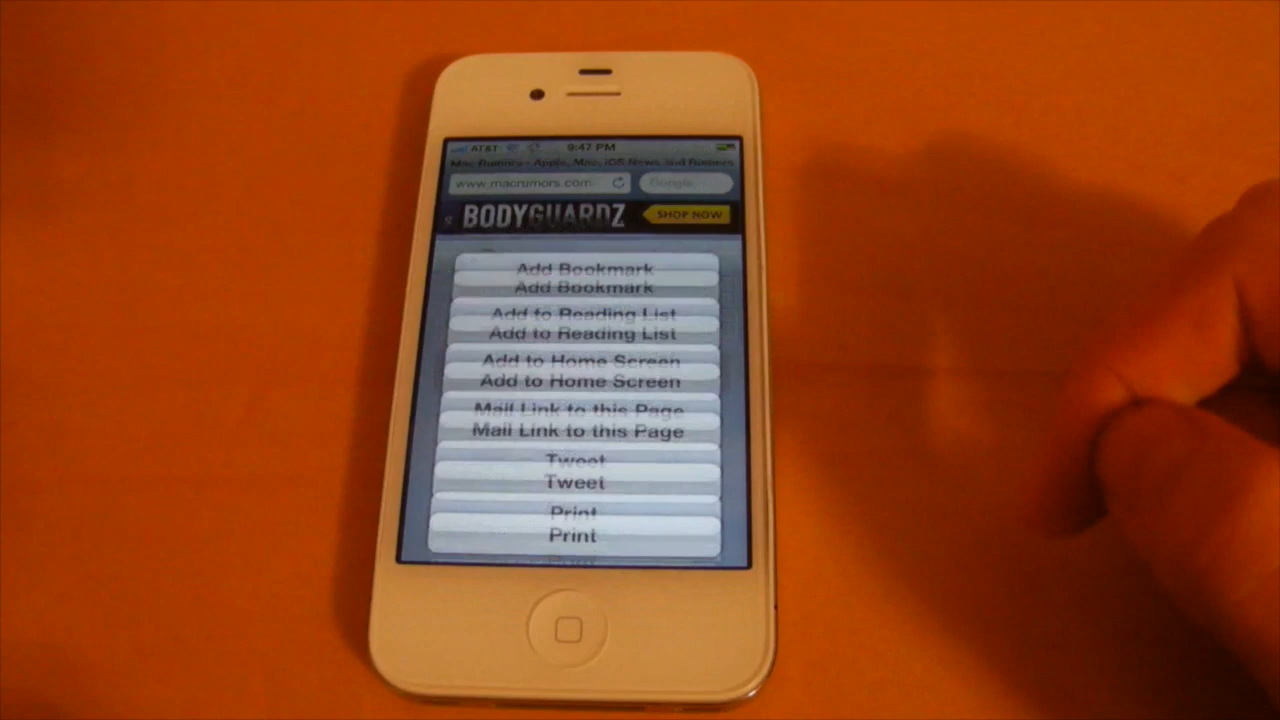 AT&T 9:47 PM
Mac Rumors - Apple, Mac, iOS News, and Rumors
www.macrumors.com Google
BODYGUARDZ SHOP NOW
Add Bookmark
Add Bookmark
Add to Reading List
Add to Reading List
Add to Home Screen
Add to Home Screen
Mail Link to this Page
Mail Link to this Page
Tweet
Tweet
Print
Print